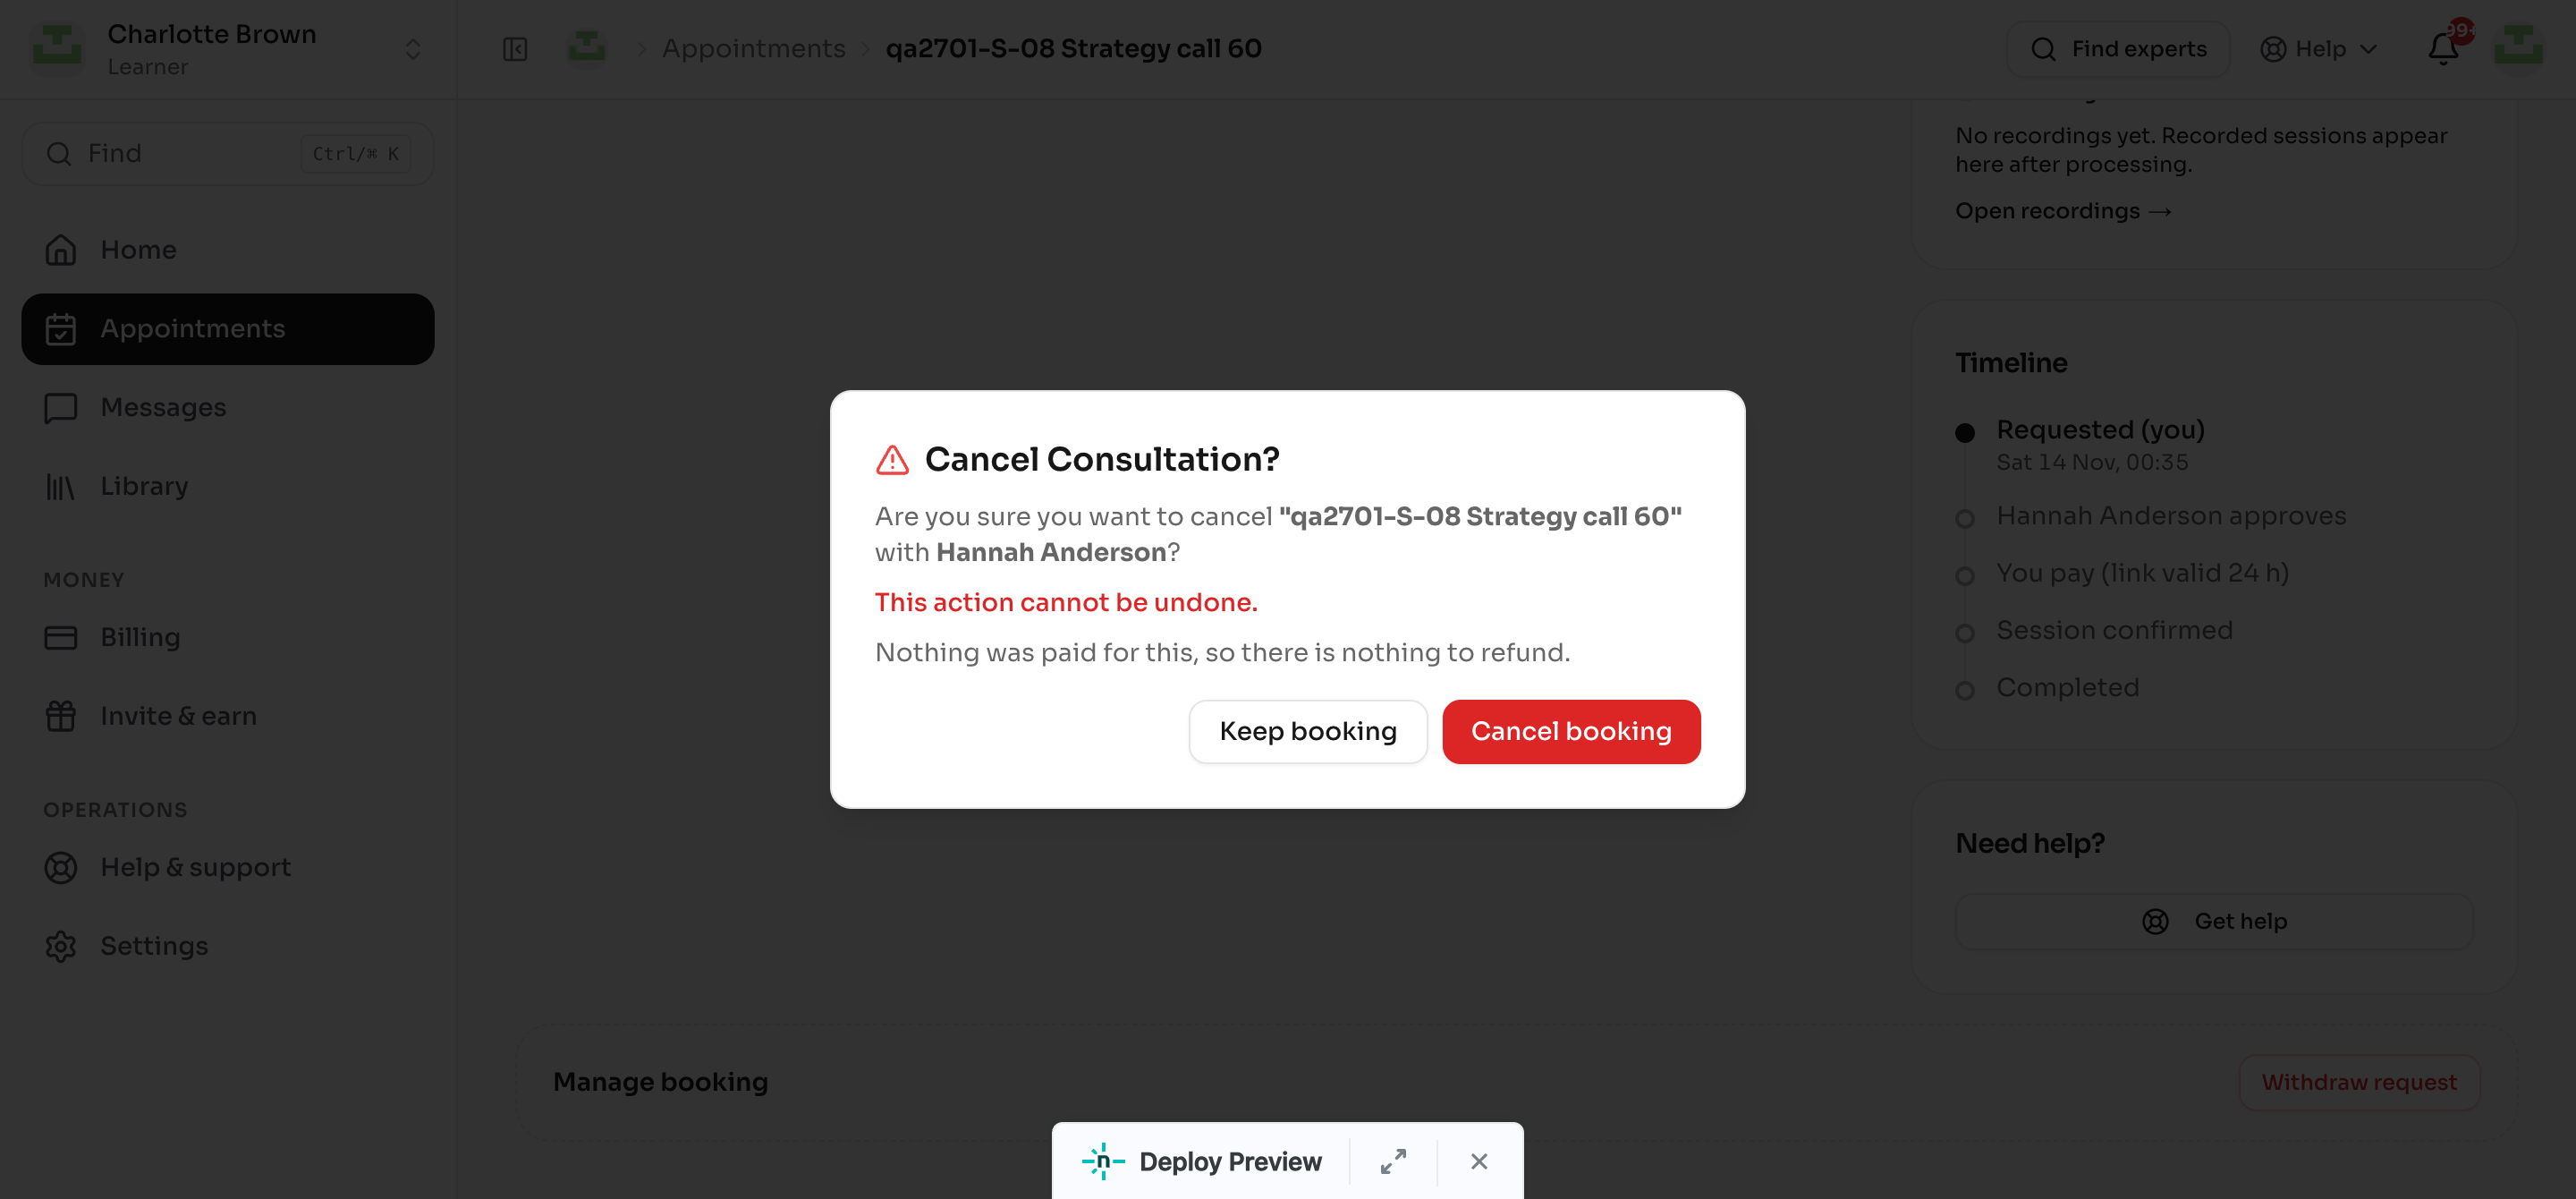 Charlotte Brown
Learner
Appointments
qa2701-S-08 Strategy call 60
Find experts
Help
99+
Find
Ctrl/⌘ K
Home
Appointments
Messages
Library
MONEY
Billing
Invite & earn
OPERATIONS
Help & support
Settings
No recordings yet. Recorded sessions appear
here after processing.
Open recordings →
Timeline
Requested (you)
Sat 14 Nov, 00:35
Hannah Anderson approves
You pay (link valid 24 h)
Session confirmed
Completed
Need help?
Get help
Cancel Consultation?
Are you sure you want to cancel "qa2701-S-08 Strategy call 60"
with Hannah Anderson?
This action cannot be undone.
Nothing was paid for this, so there is nothing to refund.
Keep booking
Cancel booking
Manage booking
Withdraw request
n
Deploy Preview